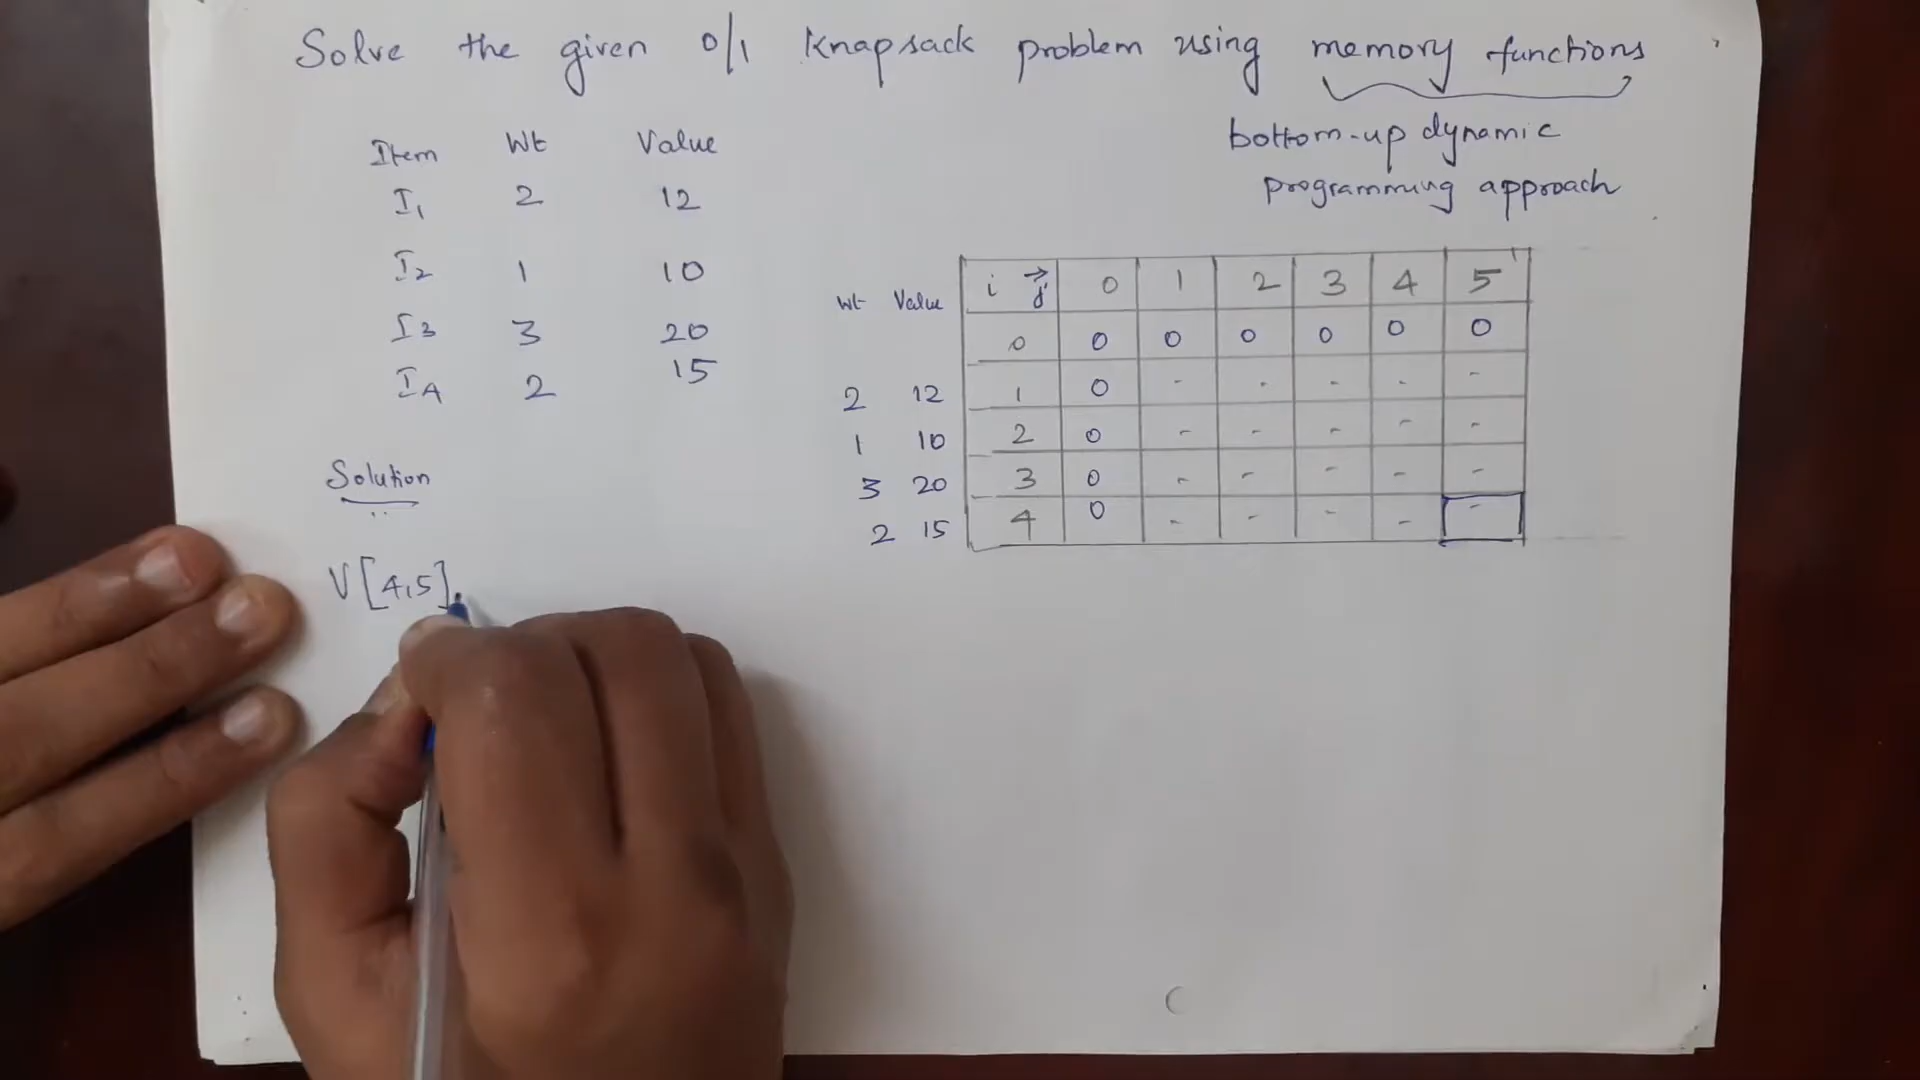 Solve the given 0/1 Knapsack problem using memory functions
bottom-up dynamic
programming approach
Item Wt Value
I1 2 12
I2 1 10
I3 3 20
I4 2 15
Wt Value i j → 0 1 2 3 4 5
0 0 0 0 0 0 0
2 12 1 0 - - - - -
1 10 2 0 - - - - -
3 20 3 0 - - - - -
2 15 4 0 - - - - -
Solution
V[4,5]